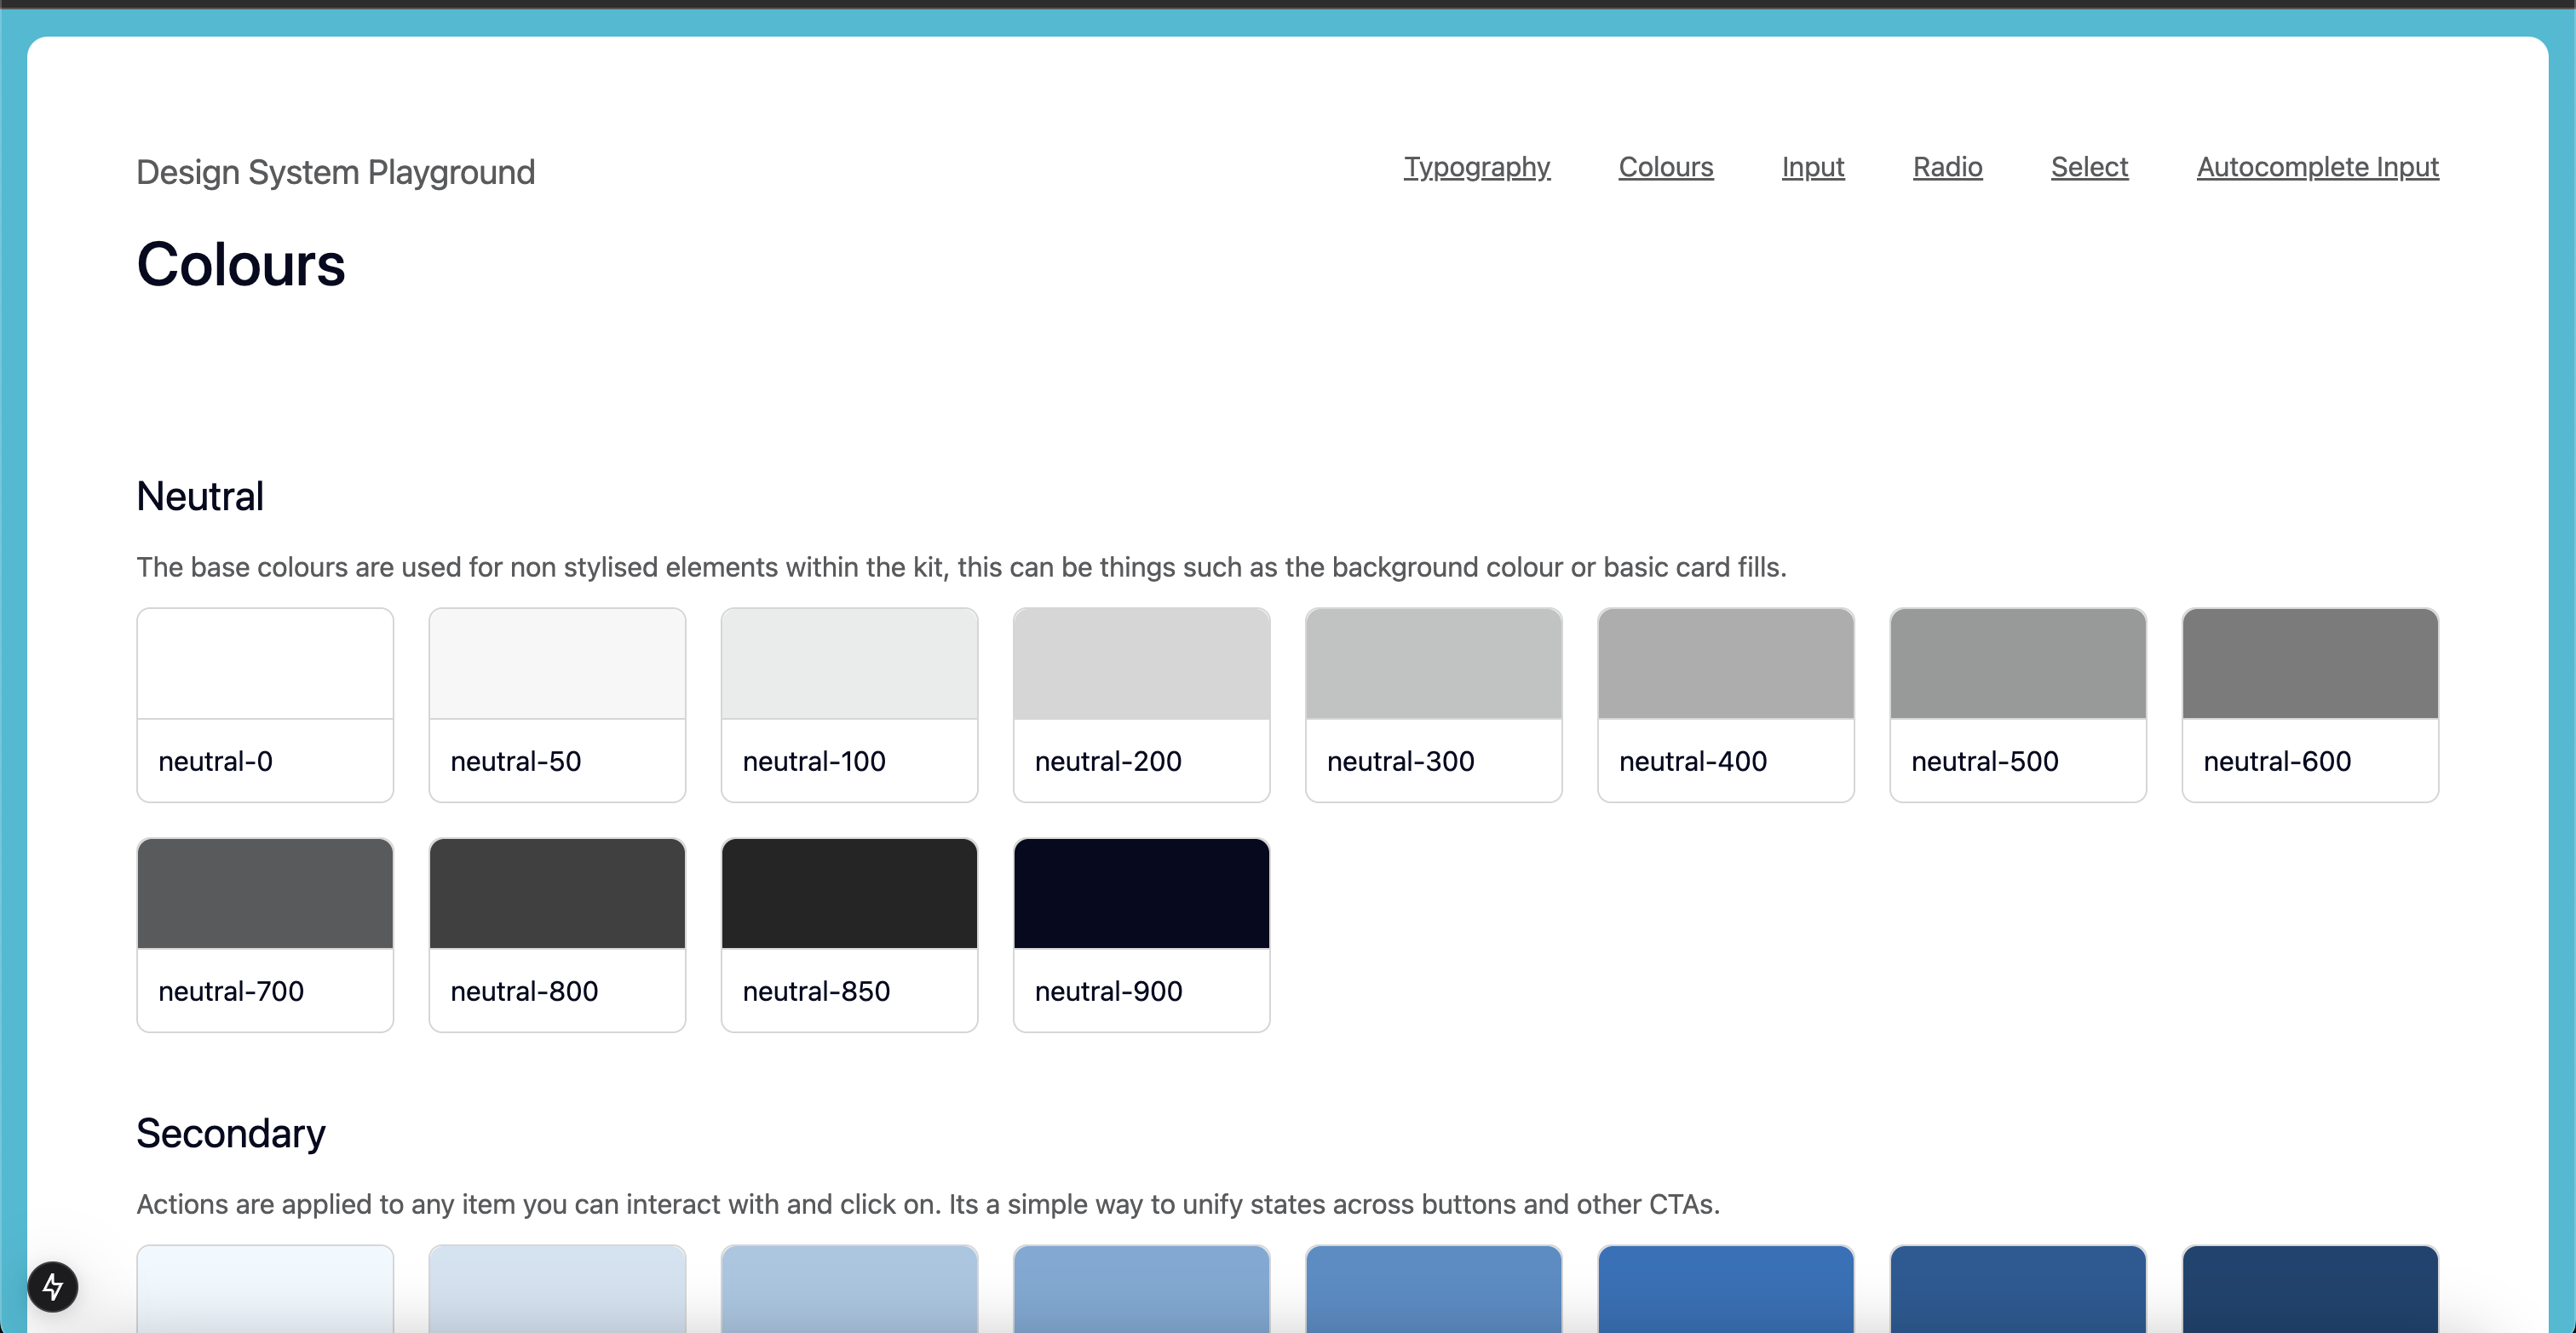 Design System Playground
Typography
Colours
Input
Radio
Select
Autocomplete Input
Colours
Neutral
The base colours are used for non stylised elements within the kit, this can be things such as the background colour or basic card fills.
neutral-0
neutral-50
neutral-100
neutral-200
neutral-300
neutral-400
neutral-500
neutral-600
neutral-700
neutral-800
neutral-850
neutral-900
Secondary
Actions are applied to any item you can interact with and click on. Its a simple way to unify states across buttons and other CTAs.